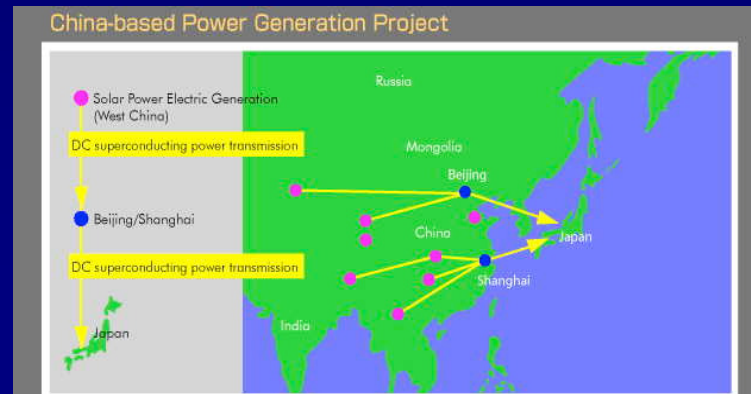 China-based Power Generation Project
Solar Power Electric Generation
(West China)
DC superconducting power transmission
Beijing/Shanghai
DC superconducting power transmission
Japan
Russia
Mongolia
Beijing
China
Japan
Shanghai
India